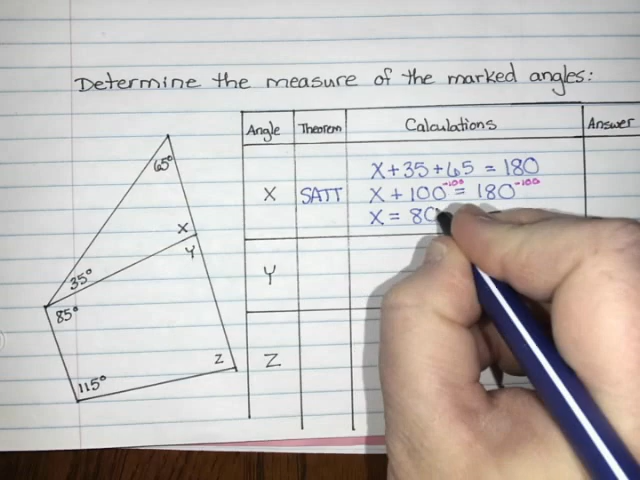 Determine the measure of the marked angles:
Angle Theorem Calculations Answer
X SATT X+35+65 = 180
X + 100-100 = 180-100
X = 80
Y
Z
65°
X
Y
35°
85°
Z
115°